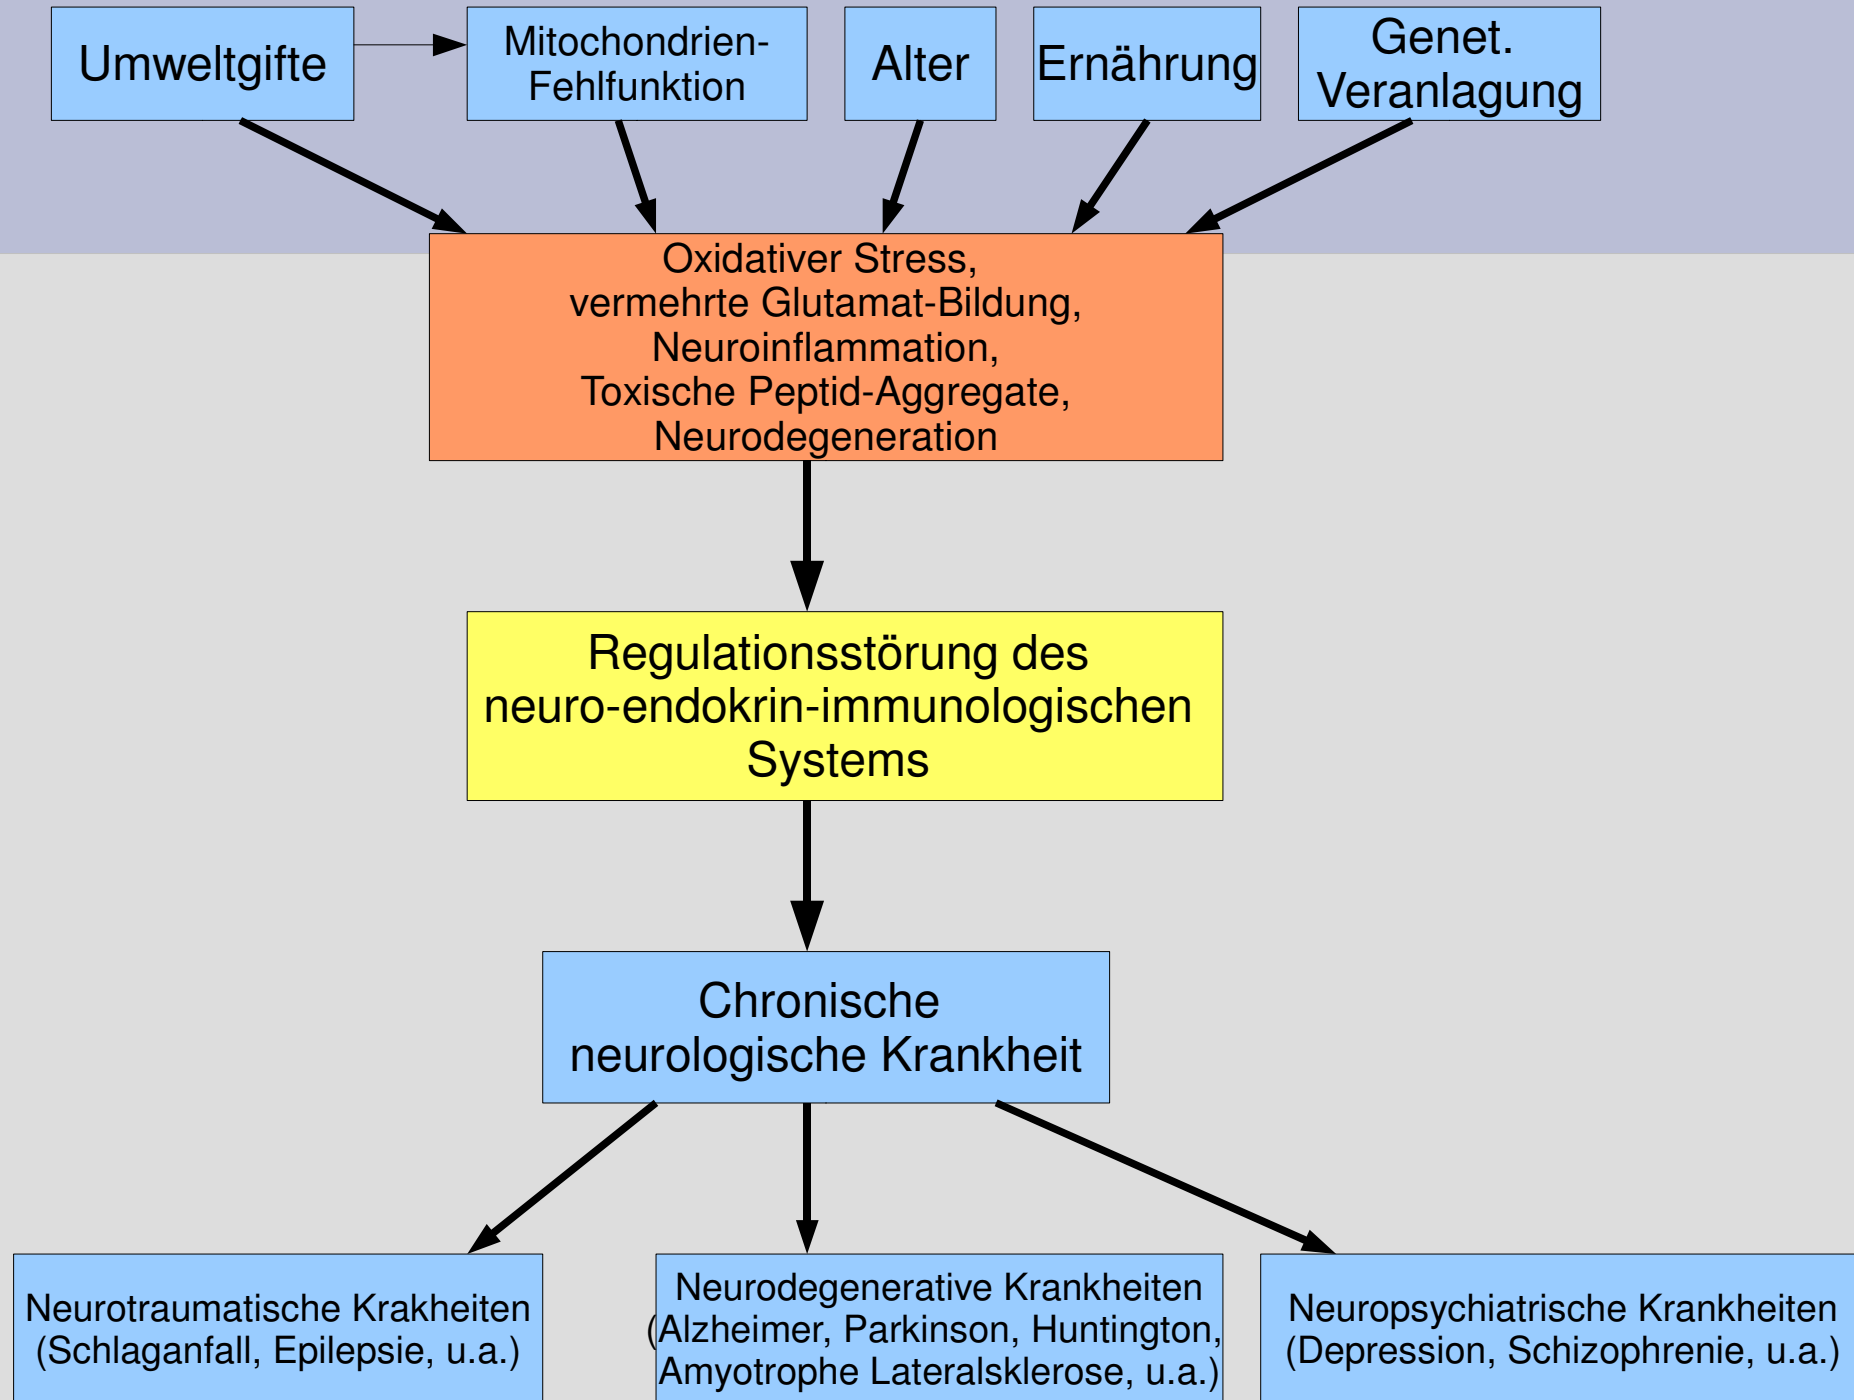 Umweltgifte
Mitochondrien-
Fehlfunktion
Alter
Ernährung
Genet.
Veranlagung
Oxidativer Stress,
vermehrte Glutamat-Bildung,
Neuroinflammation,
Toxische Peptid-Aggregate,
Neurodegeneration
Regulationsstörung des
neuro-endokrin-immunologischen
Systems
Chronische
neurologische Krankheit
Neurotraumatische Krakheiten
(Schlaganfall, Epilepsie, u.a.)
Neurodegenerative Krankheiten
(Alzheimer, Parkinson, Huntington,
Amyotrophe Lateralsklerose, u.a.)
Neuropsychiatrische Krankheiten
(Depression, Schizophrenie, u.a.)